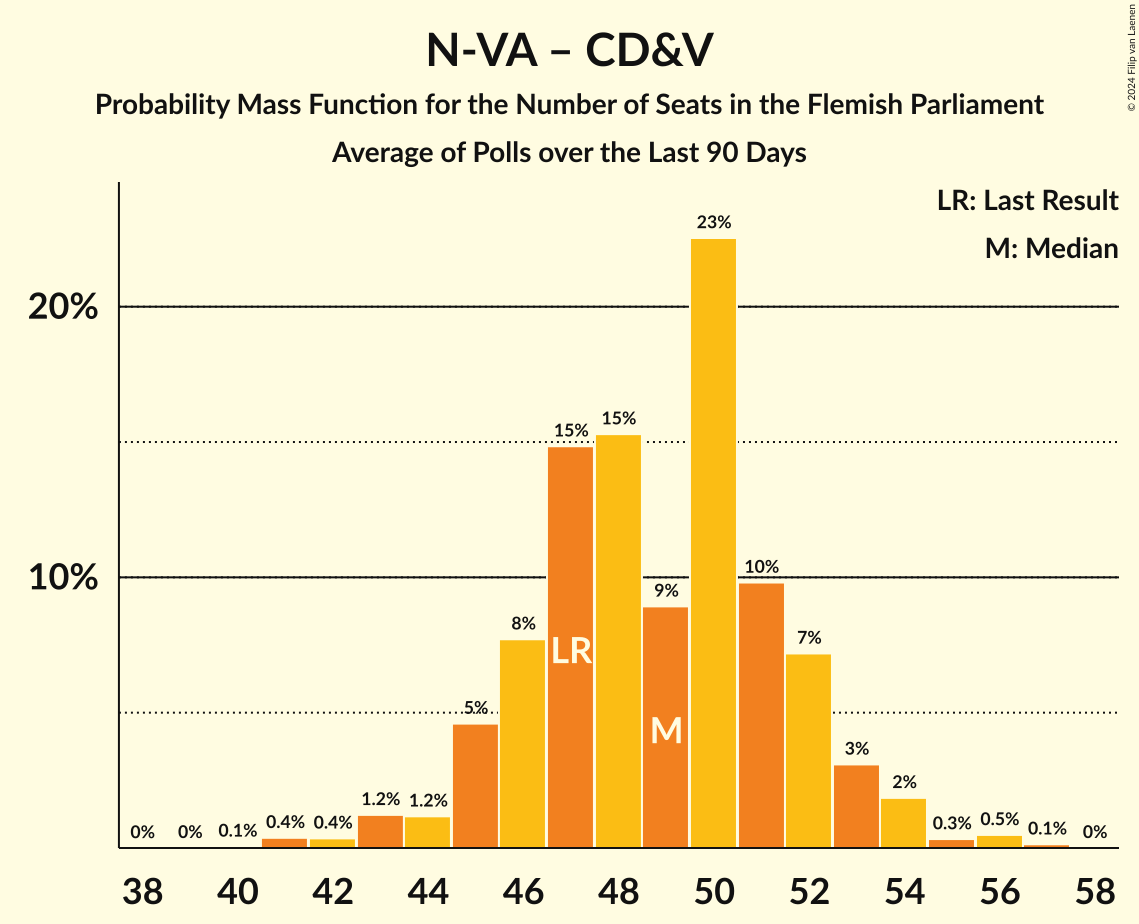 N-VA – CD&V
Probability Mass Function for the Number of Seats in the Flemish Parliament
Average of Polls over the Last 90 Days
© 2024 Filip van Laenen
LR: Last Result
M: Median
20%
10%
0%
0%
0.1%
0.4%
0.4%
1.2%
1.2%
5%
8%
15%
15%
9%
23%
10%
7%
3%
2%
0.3%
0.5%
0.1%
0%
LR
M
38 40 42 44 46 48 50 52 54 56 58